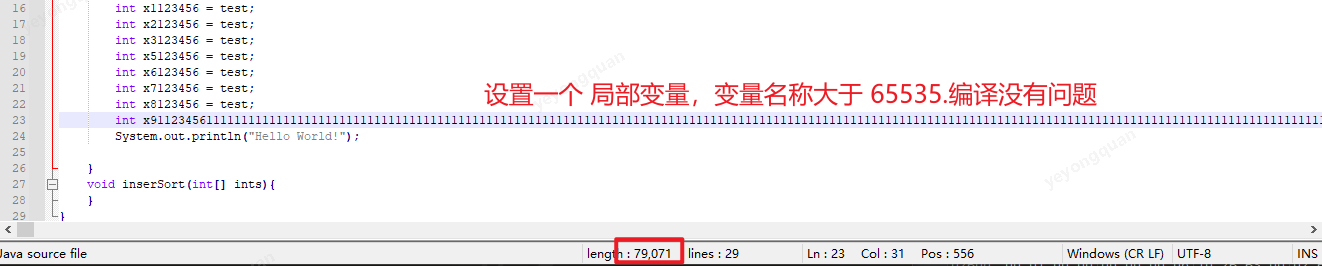 16 int x1123456 = test;
17 int x2123456 = test;
18 int x3123456 = test;
19 int x5123456 = test;
20 int x6123456 = test;
21 int x7123456 = test;
22 int x8123456 = test;
设置一个 局部变量，变量名称大于 65535.编译没有问题
23
24 System.out.println("Hello World!");
25
26 }
27 void inserSort(int[] ints){
28 }
29 }
Java source file length : 79,071 lines : 29 Ln : 23 Col : 31 Pos : 556 Windows (CR LF) UTF-8 INS
yeyongquan
yeyongquan